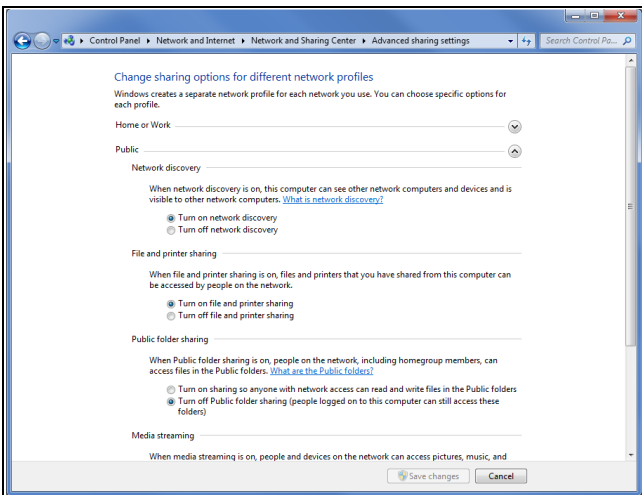 Control Panel Network and Internet Network and Sharing Center Advanced sharing settings Search Control Pa...
Change sharing options for different network profiles
Windows creates a separate network profile for each network you use. You can choose specific options for
each profile.
Home or Work
Public
Network discovery
When network discovery is on, this computer can see other network computers and devices and is
visible to other network computers. What is network discovery?
Turn on network discovery
Turn off network discovery
File and printer sharing
When file and printer sharing is on, files and printers that you have shared from this computer can
be accessed by people on the network.
Turn on file and printer sharing
Turn off file and printer sharing
Public folder sharing
When Public folder sharing is on, people on the network, including homegroup members, can
access files in the Public folders. What are the Public folders?
Turn on sharing so anyone with network access can read and write files in the Public folders
Turn off Public folder sharing (people logged on to this computer can still access these
folders)
Media streaming
When media streaming is on, people and devices on the network can access pictures, music, and
Save changes Cancel